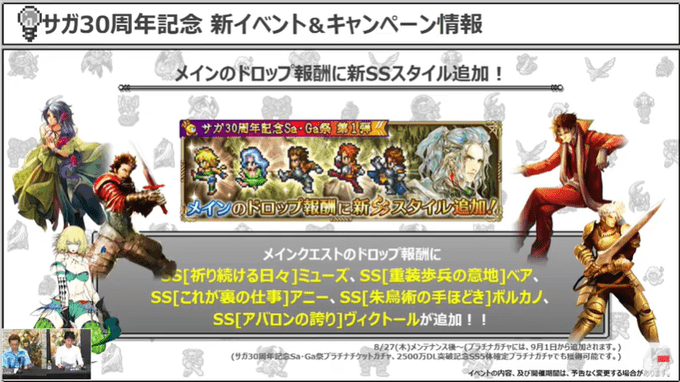 サガ30周年記念 新イベント&キャンペーン情報
メインのドロップ報酬に新SSスタイル追加！
サガ30周年記念Sa・Ga祭 第1弾
メインのドロップ報酬に新SSスタイル追加！
メインクエストのドロップ報酬に
SS[祈り続ける日々]ミューズ、SS[重装歩兵の意地]ベア、
SS[これが裏の仕事]アニー、SS[朱鳥術の手ほどき]ボルカノ、
SS[アバロンの誇り]ヴィクトールが追加！！
8/27(木)メンテナンス後～(プラチナガチャには、9月1日から追加されます。)
(サガ30周年記念Sa・Ga祭プラチナチケットガチャ、2500万DL突破記念SS5体確定プラチナガチャでも獲得可能です。)
イベントの内容、及び開催期間は、予告なく変更する場合があります。